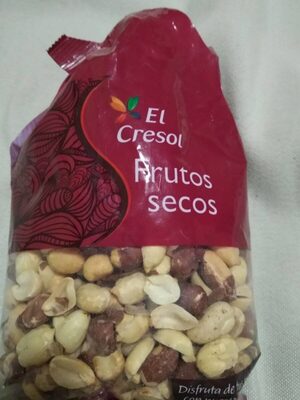 El
Cresol
Frutos
secos
Disfruta de